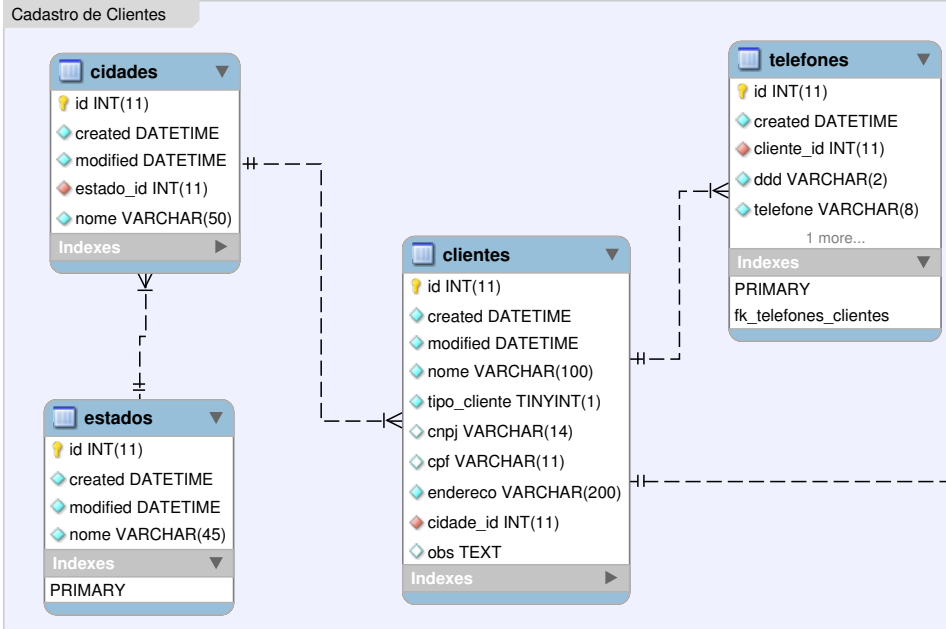 Cadastro de Clientes
cidades
id INT(11)
created DATETIME
modified DATETIME
estado_id INT(11)
nome VARCHAR(50)
Indexes
estados
id INT(11)
created DATETIME
modified DATETIME
nome VARCHAR(45)
Indexes
PRIMARY
clientes
id INT(11)
created DATETIME
modified DATETIME
nome VARCHAR(100)
tipo_cliente TINYINT(1)
cnpj VARCHAR(14)
cpf VARCHAR(11)
endereco VARCHAR(200)
cidade_id INT(11)
obs TEXT
Indexes
telefones
id INT(11)
created DATETIME
cliente_id INT(11)
ddd VARCHAR(2)
telefone VARCHAR(8)
1 more...
Indexes
PRIMARY
fk_telefones_clientes